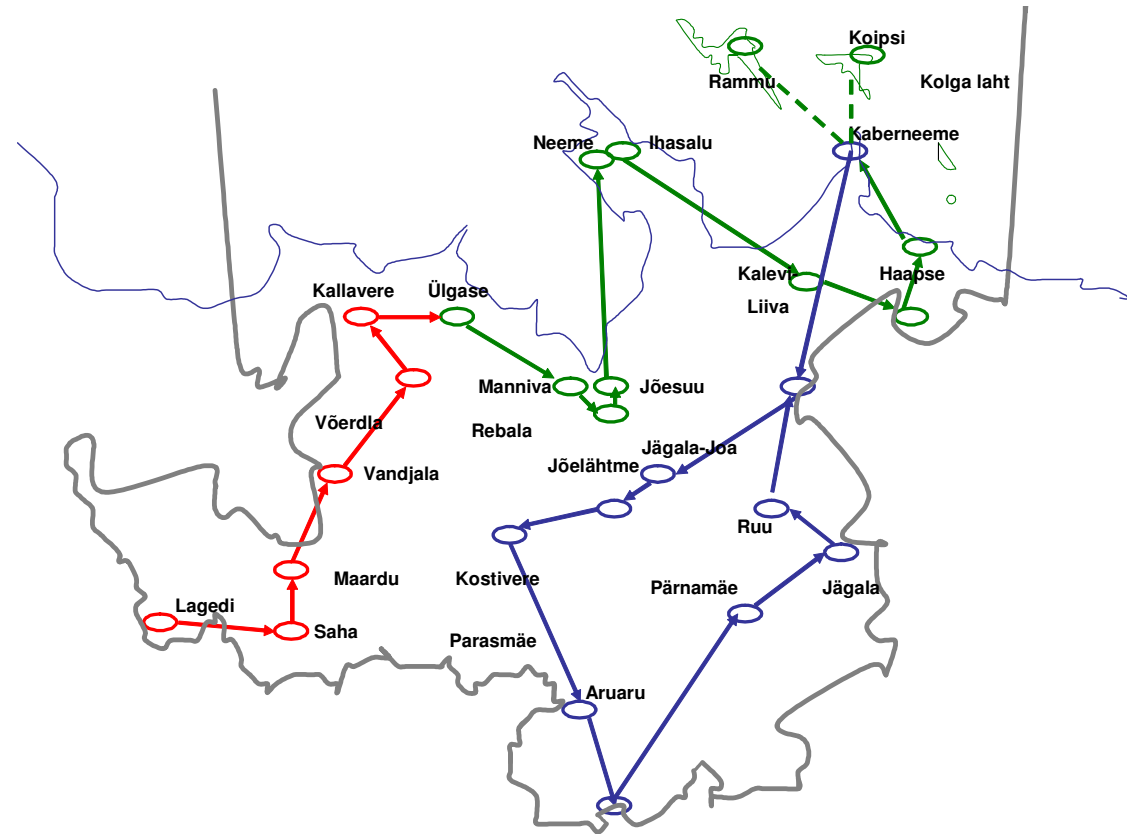 Koipsi
Rammu
Kolga laht
Neeme
Ihasalu
Kaberneeme
Kalevi-
Liiva
Haapse
Kallavere
Ülgase
Manniva
Jõesuu
Võerdla
Rebala
Jägala-Joa
Jõelähtme
Vandjala
Ruu
Maardu
Kostivere
Pärnamäe
Jägala
Lagedi
Saha
Parasmäe
Aruaru